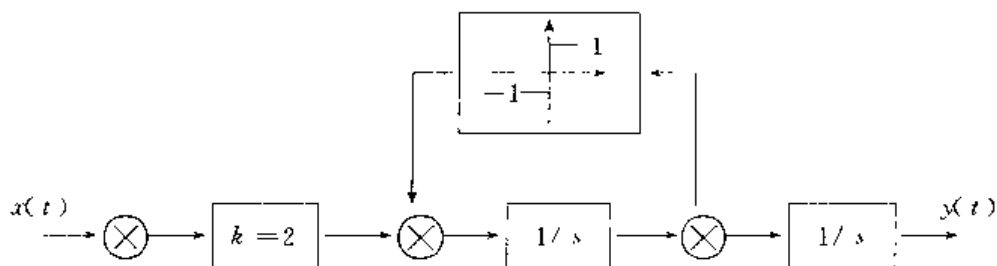 1
−1
x(t)
k=2
1/s
1/s
y(t)